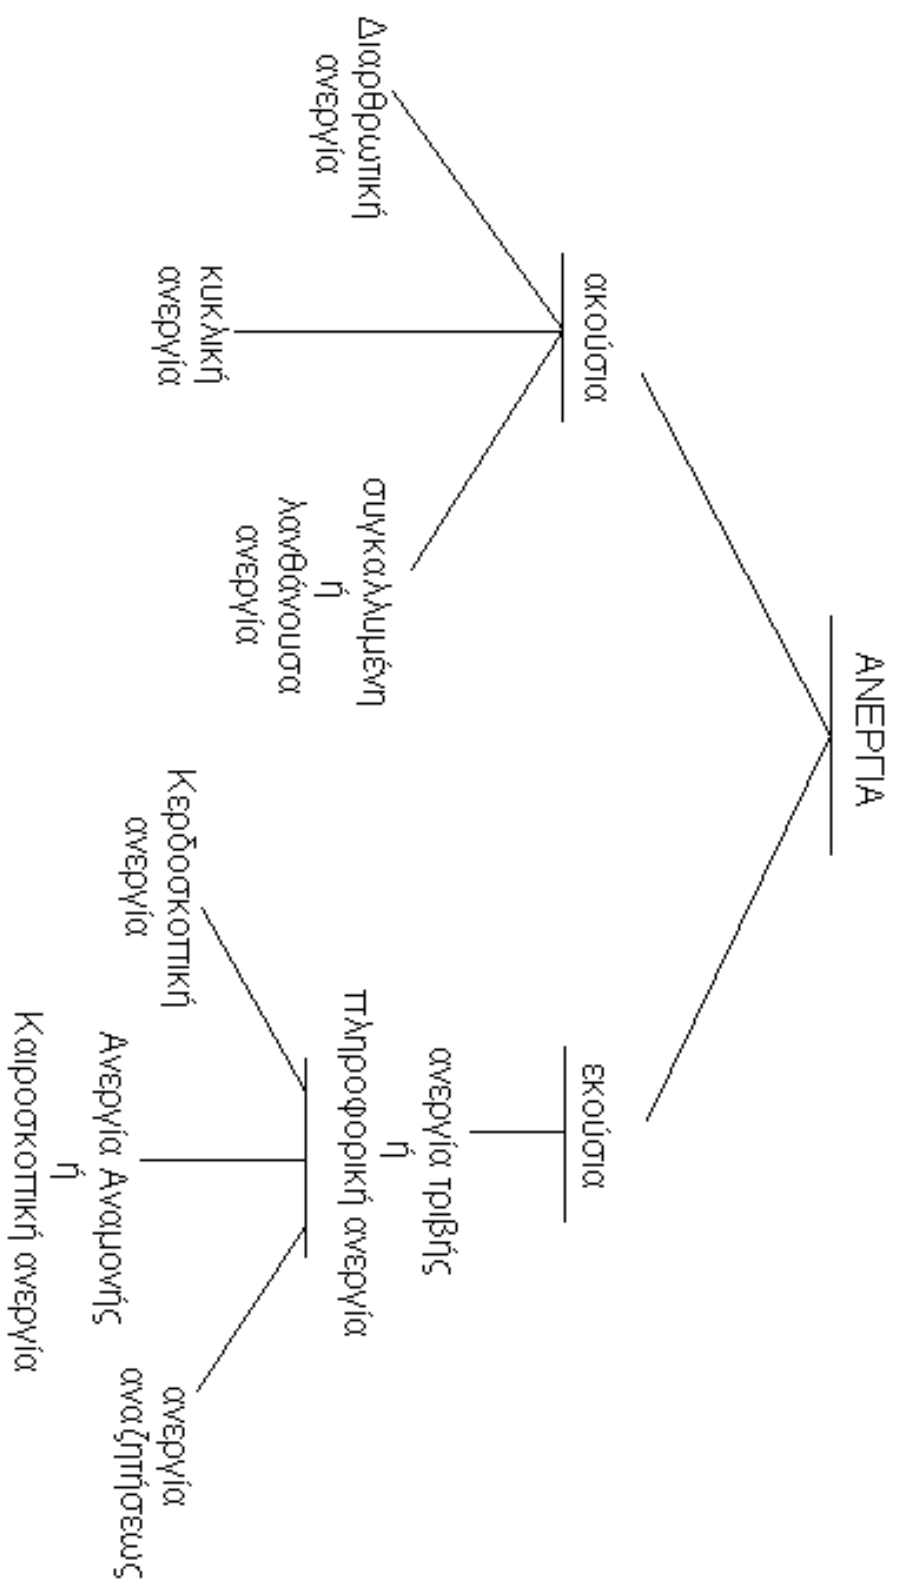 ΑΝΕΡΓΙΑ
ακούσια
εκούσια
Διαρθρωτική
ανεργία
κυκλική
ανεργία
συγκαλλυμένη
ή
λανθάνουσα
ανεργία
ανεργία τριβής
ή
Πληροφορική ανεργία
Κερδοσκοπική
ανεργία
Ανεργία Αναμονής
ή
Καιροσκοπική ανεργία
ανεργία
αναζητήσεως